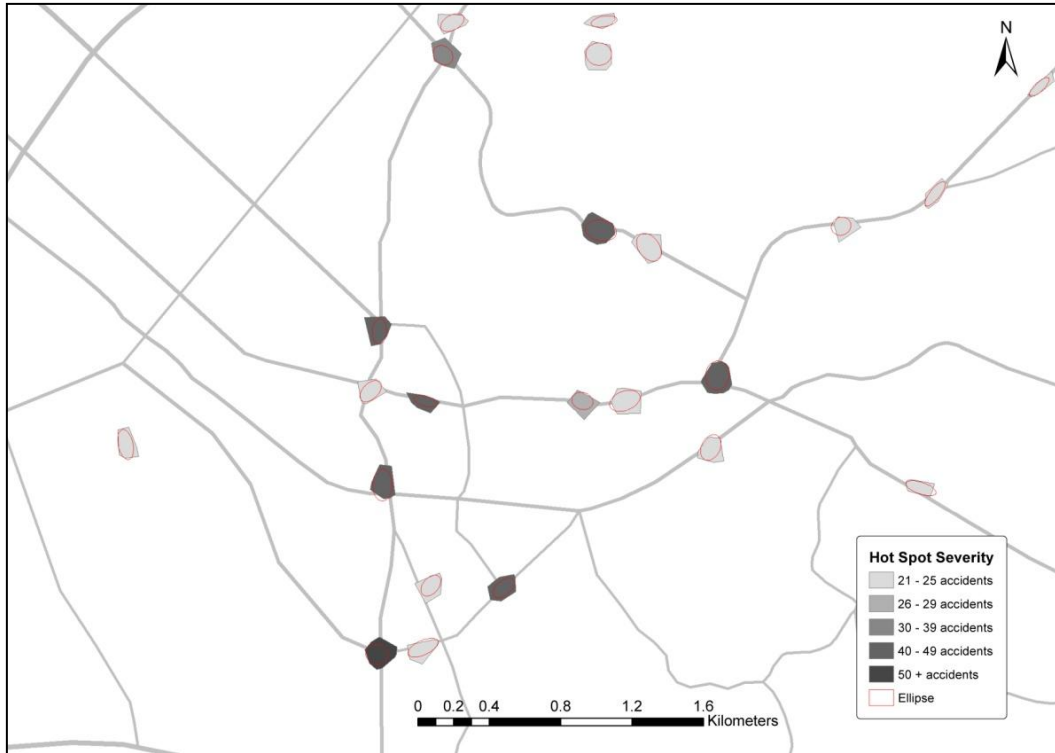 N
Hot Spot Severity
21 - 25 accidents
26 - 29 accidents
30 - 39 accidents
40 - 49 accidents
50 + accidents
Ellipse
0 0.2 0.4 0.8 1.2 1.6
Kilometers